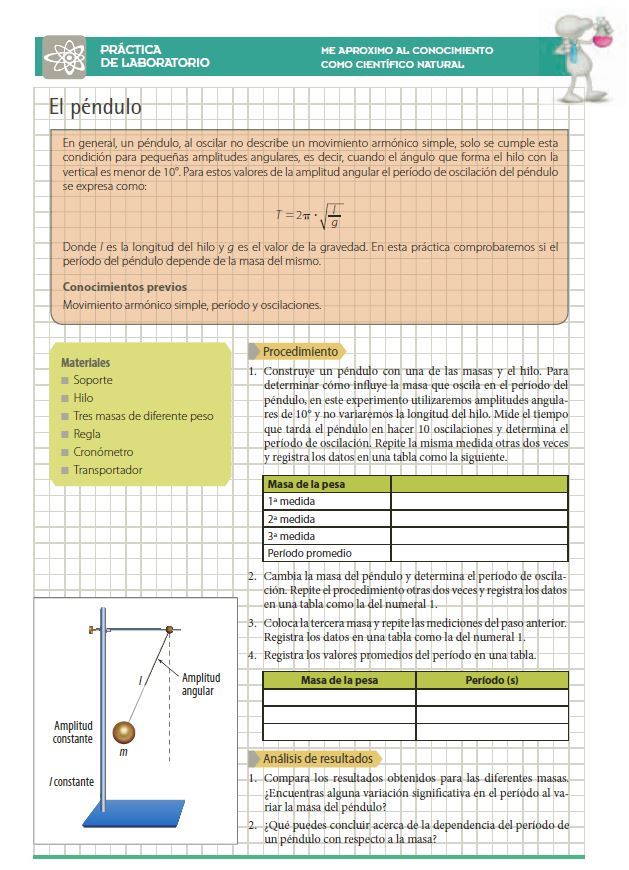 PRÁCTICA
DE LABORATORIO
ME APROXIMO AL CONOCIMIENTO
COMO CIENTÍFICO NATURAL
El péndulo
En general, un péndulo, al oscilar no describe un movimiento armónico simple, solo se cumple esta
condición para pequeñas amplitudes angulares, es decir, cuando el ángulo que forma el hilo con la
vertical es menor de 10°. Para estos valores de la amplitud angular el período de oscilación del péndulo
se expresa como:
T = 2π · √(l/g)
Donde l es la longitud del hilo y g es el valor de la gravedad. En esta práctica comprobaremos si el
período del péndulo depende de la masa del mismo.
Conocimientos previos
Movimiento armónico simple, período y oscilaciones.
Materiales
■ Soporte
■ Hilo
■ Tres masas de diferente peso
■ Regla
■ Cronómetro
■ Transportador
Procedimiento
1. Construye un péndulo con una de las masas y el hilo. Para
determinar cómo influye la masa que oscila en el período del
péndulo, en este experimento utilizaremos amplitudes angula-
res de 10° y no variaremos la longitud del hilo. Mide el tiempo
que tarda el péndulo en hacer 10 oscilaciones y determina el
período de oscilación. Repite la misma medida otras dos veces
y registra los datos en una tabla como la siguiente.
Masa de la pesa
1ª medida
2ª medida
3ª medida
Período promedio
2. Cambia la masa del péndulo y determina el período de oscila-
ción. Repite el procedimiento otras dos veces y registra los datos
en una tabla como la del numeral 1.
3. Coloca la tercera masa y repite las mediciones del paso anterior.
Registra los datos en una tabla como la del numeral 1.
4. Registra los valores promedios del período en una tabla.
Masa de la pesa Período (s)
l
Amplitud
angular
Amplitud
constante
m
l constante
Análisis de resultados
1. Compara los resultados obtenidos para las diferentes masas.
¿Encuentras alguna variación significativa en el período al va-
riar la masa del péndulo?
2. ¿Qué puedes concluir acerca de la dependencia del período de
un péndulo con respecto a la masa?